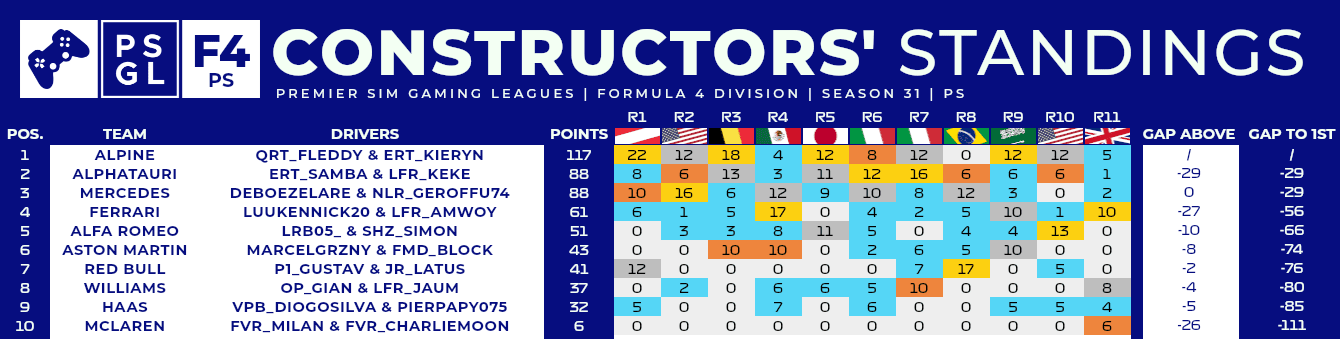 PS
GL
F4
PS
CONSTRUCTORS' STANDINGS
PREMIER SIM GAMING LEAGUES | FORMULA 4 DIVISION | SEASON 31 | PS
POS. TEAM DRIVERS POINTS R1 R2 R3 R4 R5 R6 R7 R8 R9 R10 R11 GAP ABOVE GAP TO 1ST
1 ALPINE QRT_FLEDDY & ERT_KIERYN 117 22 12 18 4 12 8 12 0 12 12 5 / /
2 ALPHATAURI ERT_SAMBA & LFR_KEKE 88 8 6 13 3 11 12 16 6 6 6 1 -29 -29
3 MERCEDES DEBOEZELARE & NLR_GEROFFU74 88 10 16 6 12 9 10 8 12 3 0 2 0 -29
4 FERRARI LUUKENNICK20 & LFR_AMWOY 61 6 1 5 17 0 4 2 5 10 1 10 -27 -56
5 ALFA ROMEO LRB05_ & SHZ_SIMON 51 0 3 3 8 11 5 0 4 4 13 0 -10 -66
6 ASTON MARTIN MARCELGRZNY & FMD_BLOCK 43 0 0 10 10 0 2 6 5 10 0 0 -8 -74
7 RED BULL P1_GUSTAV & JR_LATUS 41 12 0 0 0 0 0 7 17 0 5 0 -2 -76
8 WILLIAMS OP_GIAN & LFR_JAUM 37 0 2 0 6 6 5 10 0 0 0 8 -4 -80
9 HAAS VPB_DIOGOSILVA & PIERPAPY075 32 5 0 0 7 0 6 0 0 5 5 4 -5 -85
10 MCLAREN FVR_MILAN & FVR_CHARLIEMOON 6 0 0 0 0 0 0 0 0 0 0 6 -26 -111